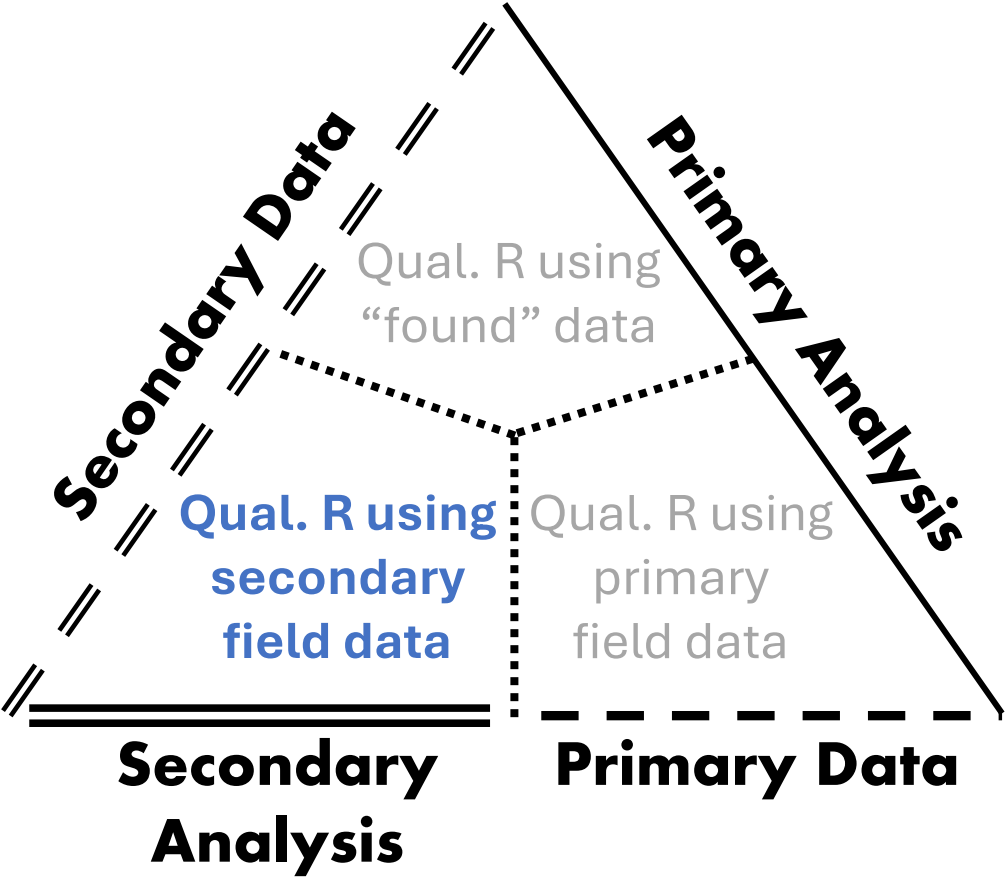 Secondary Data
Primary Analysis
Qual. R using
“found” data
Qual. R using
secondary
field data
Qual. R using
primary
field data
Secondary
Analysis
Primary Data